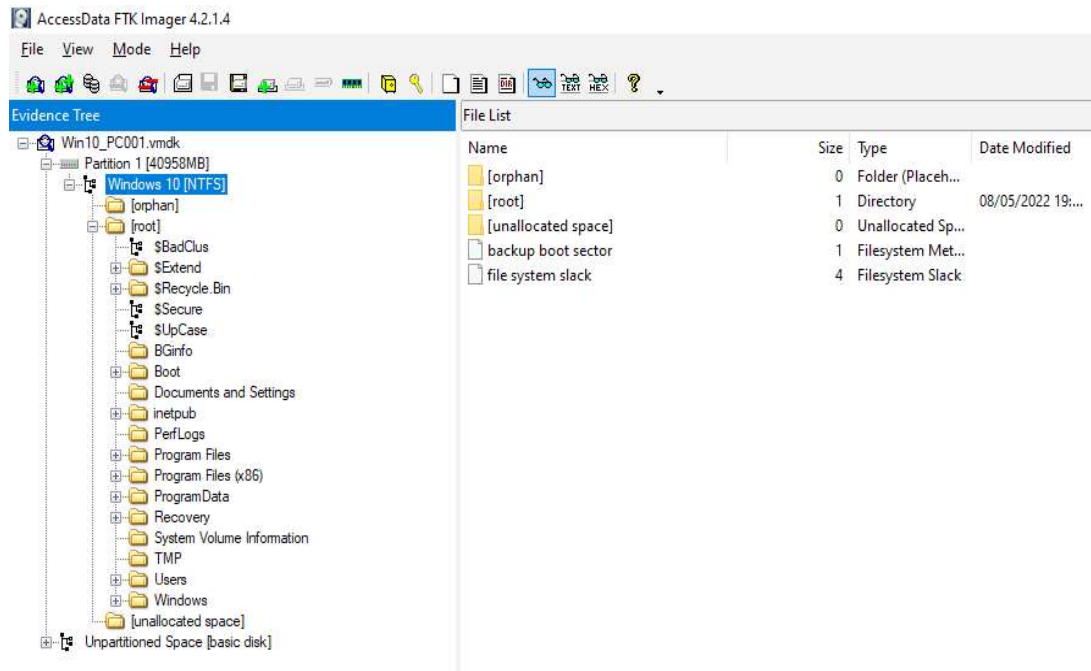 AccessData FTK Imager 4.2.1.4
File View Mode Help
TEXT HEX
Evidence Tree
Win10_PC001.vmdk
Partition 1 [40958MB]
Windows 10 [NTFS]
[orphan]
[root]
$BadClus
$Extend
$Recycle.Bin
$Secure
$UpCase
BGinfo
Boot
Documents and Settings
inetpub
PerfLogs
Program Files
Program Files (x86)
ProgramData
Recovery
System Volume Information
TMP
Users
Windows
[unallocated space]
Unpartitioned Space [basic disk]
File List
Name Size Type Date Modified
[orphan] 0 Folder (Placeh...
[root] 1 Directory 08/05/2022 19:...
[unallocated space] 0 Unallocated Sp...
backup boot sector 1 Filesystem Met...
file system slack 4 Filesystem Slack